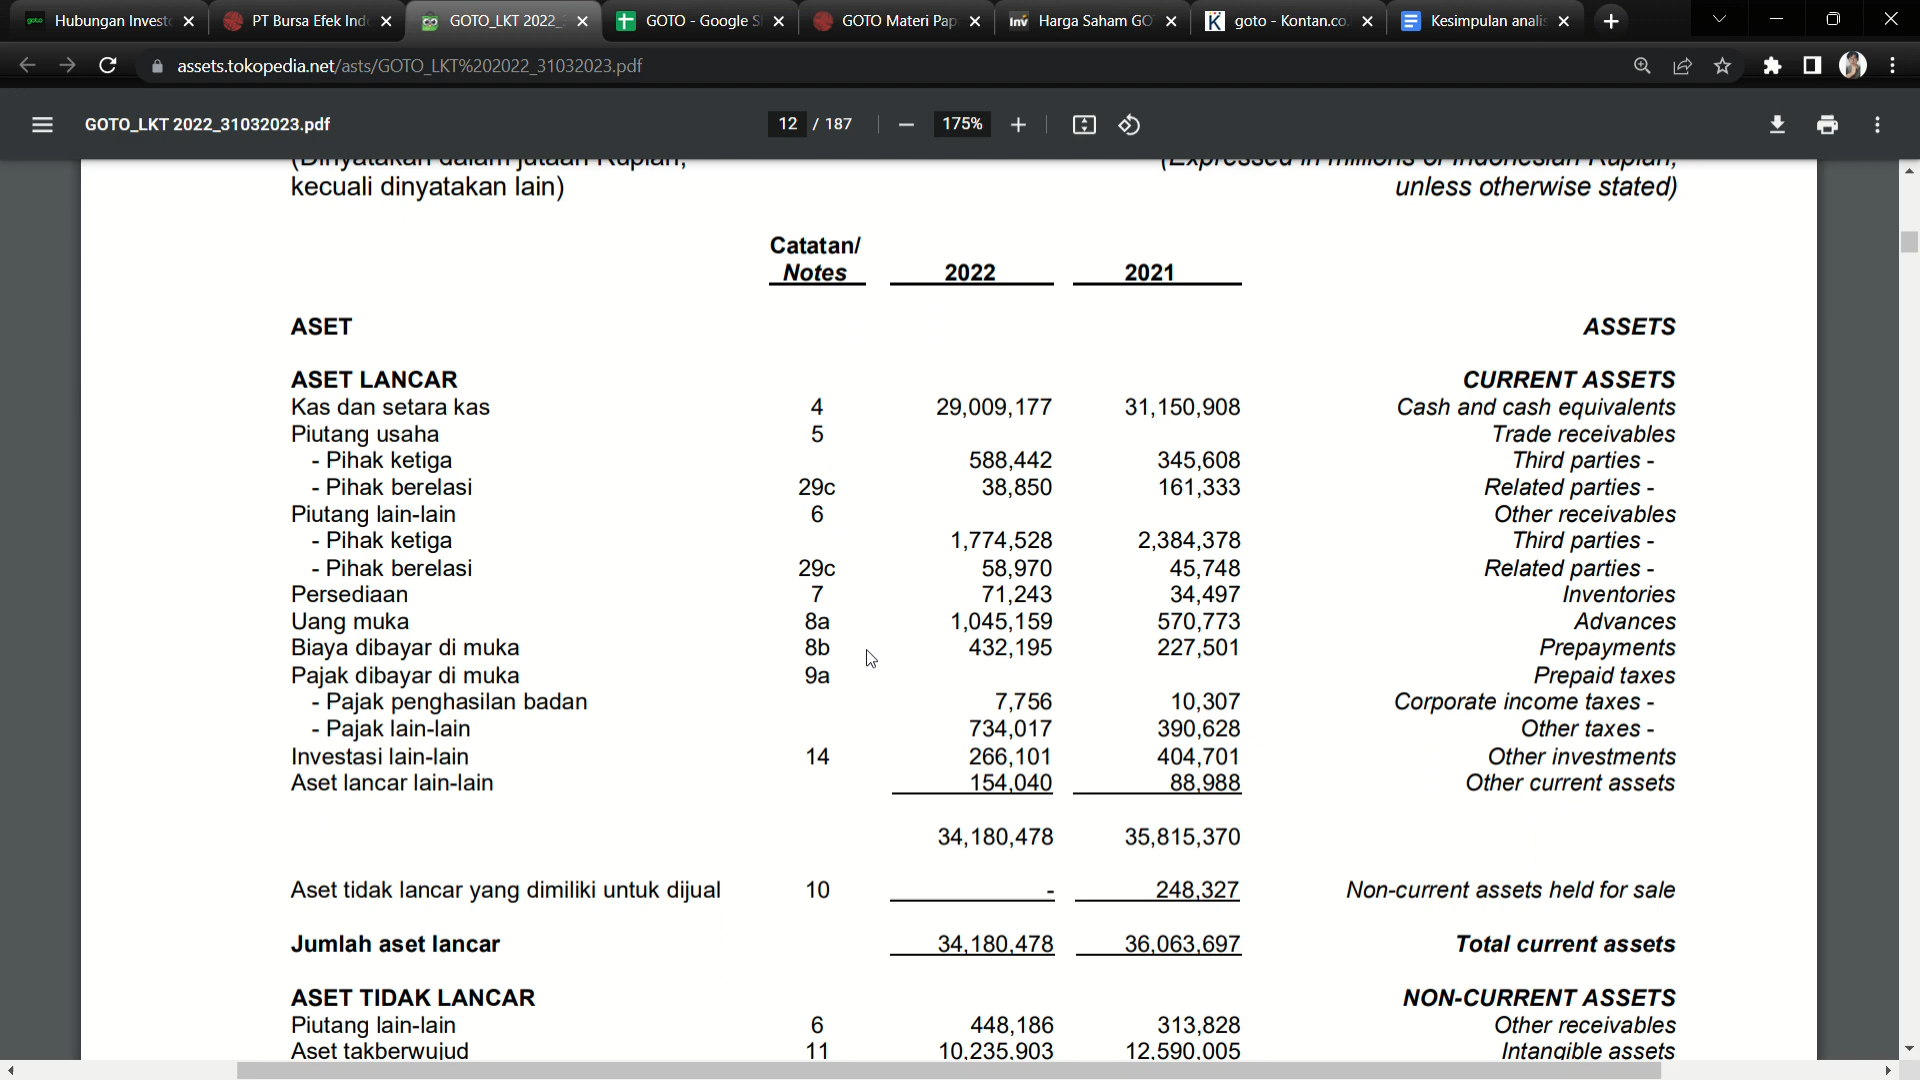 Hubungan Invest
PT Bursa Efek Ind
GOTO_LKT 2022_
GOTO - Google S
GOTO Materi Pap
Harga Saham GO
goto - Kontan.co.
Kesimpulan analis
assets.tokopedia.net/asts/GOTO_LKT%202022_31032023.pdf
GOTO_LKT 2022_31032023.pdf
12 / 187
175%
(Dinyatakan dalam jutaan Rupiah, (Expressed in millions of Indonesian Rupiah,
kecuali dinyatakan lain) unless otherwise stated)
Catatan/
Notes 2022 2021
ASET ASSETS
ASET LANCAR CURRENT ASSETS
Kas dan setara kas 4 29,009,177 31,150,908 Cash and cash equivalents
Piutang usaha 5 Trade receivables
- Pihak ketiga 588,442 345,608 Third parties -
- Pihak berelasi 29c 38,850 161,333 Related parties -
Piutang lain-lain 6 Other receivables
- Pihak ketiga 1,774,528 2,384,378 Third parties -
- Pihak berelasi 29c 58,970 45,748 Related parties -
Persediaan 7 71,243 34,497 Inventories
Uang muka 8a 1,045,159 570,773 Advances
Biaya dibayar di muka 8b 432,195 227,501 Prepayments
Pajak dibayar di muka 9a Prepaid taxes
- Pajak penghasilan badan 7,756 10,307 Corporate income taxes -
- Pajak lain-lain 734,017 390,628 Other taxes -
Investasi lain-lain 14 266,101 404,701 Other investments
Aset lancar lain-lain 154,040 88,988 Other current assets
34,180,478 35,815,370
Aset tidak lancar yang dimiliki untuk dijual 10 - 248,327 Non-current assets held for sale
Jumlah aset lancar 34,180,478 36,063,697 Total current assets
ASET TIDAK LANCAR NON-CURRENT ASSETS
Piutang lain-lain 6 448,186 313,828 Other receivables
Aset takberwujud 11 10,235,903 12,590,005 Intangible assets